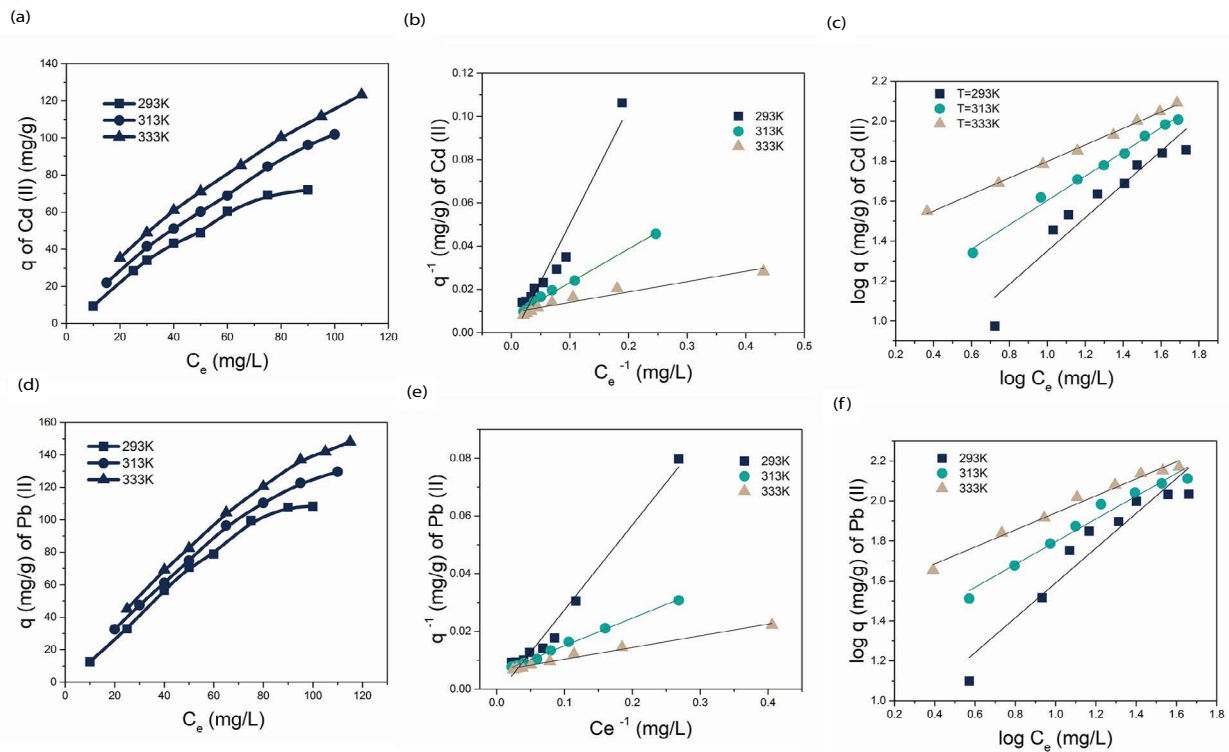 (a)
q of Cd (II) (mg/g)
140
120
100
80
60
40
20
0
293K
313K
333K
0 20 40 60 80 100 120
Ce (mg/L)
(b)
q-1 (mg/g) of Cd (II)
0.12
0.10
0.08
0.06
0.04
0.02
0.00
293K
313K
333K
0.0 0.1 0.2 0.3 0.4 0.5
Ce -1 (mg/L)
(c)
log q (mg/g) of Cd (II)
2.2
2.0
1.8
1.6
1.4
1.2
1.0
T=293K
T=313K
T=333K
0.2 0.4 0.6 0.8 1.0 1.2 1.4 1.6 1.8
log Ce (mg/L)
(d)
q (mg/g) of Pb (II)
160
140
120
100
80
60
40
20
0
293K
313K
333K
0 20 40 60 80 100 120
Ce (mg/L)
(e)
q-1 (mg/g) of Pb (II)
0.08
0.06
0.04
0.02
0.00
293K
313K
333K
0.0 0.1 0.2 0.3 0.4
Ce -1 (mg/L)
(f)
log q (mg/g) of Pb (II)
2.2
2.0
1.8
1.6
1.4
1.2
1.0
293K
313K
333K
0.2 0.4 0.6 0.8 1.0 1.2 1.4 1.6 1.8
log Ce (mg/L)